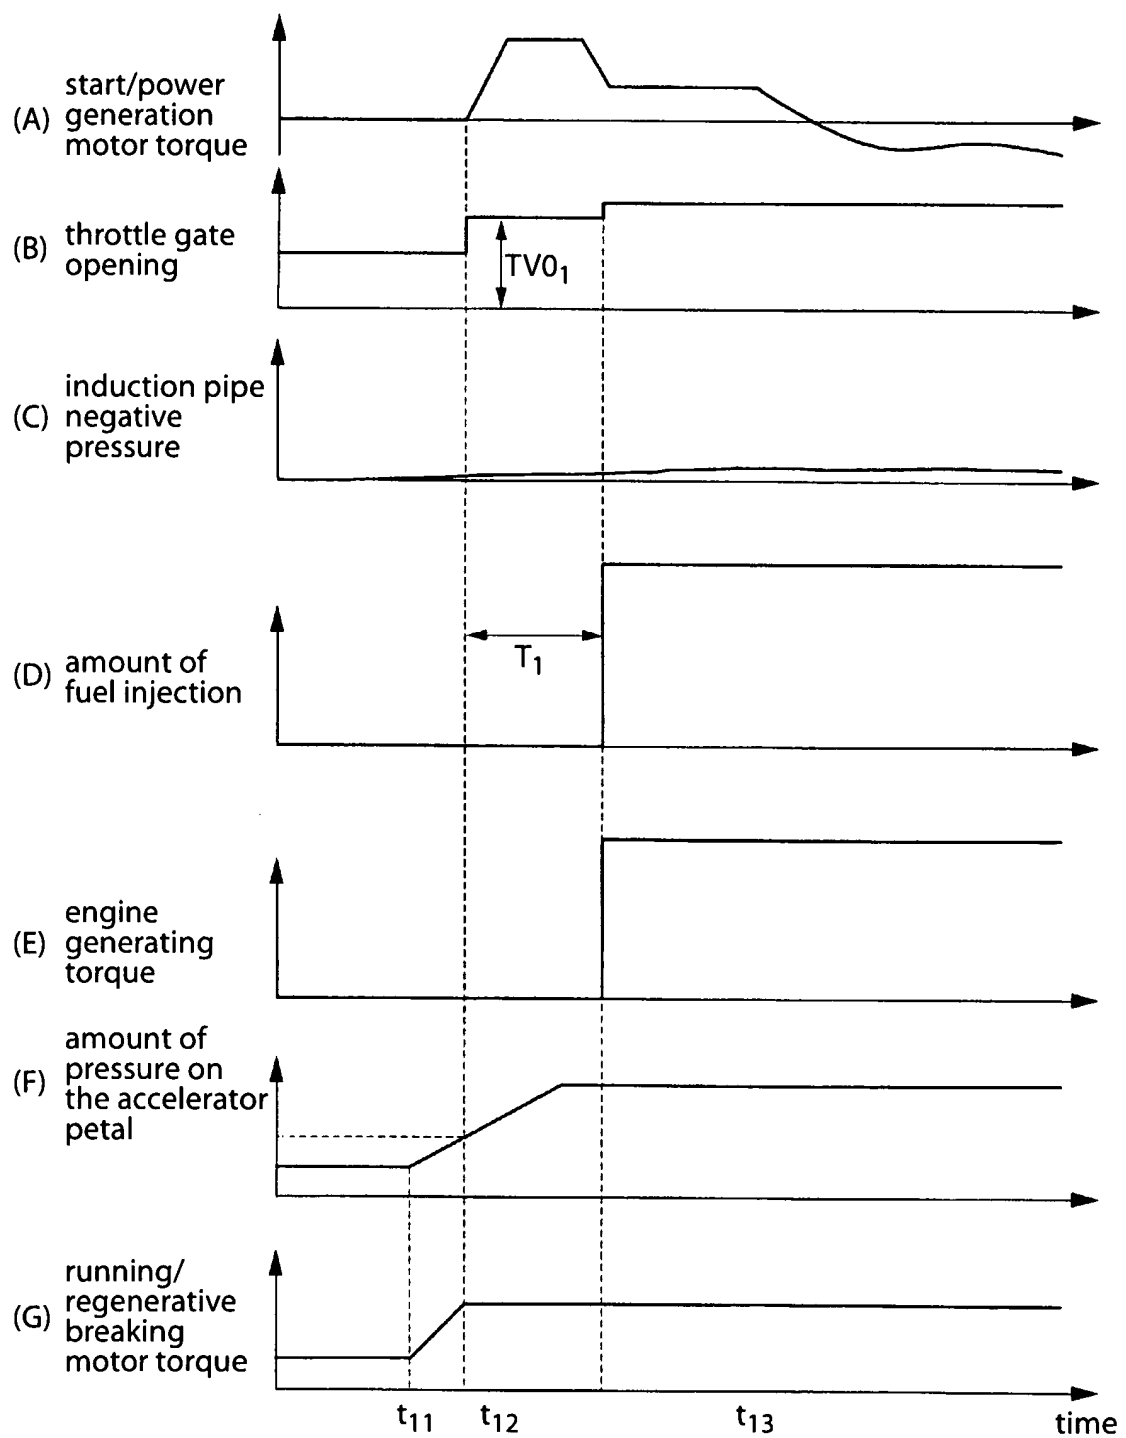 (A) start/power
generation
motor torque
(B) throttle gate
opening
TV0₁
(C) induction pipe
negative
pressure
(D) amount of
fuel injection
T₁
(E) engine
generating
torque
(F) amount of
pressure on
the accelerator
petal
(G) running/
regenerative
breaking
motor torque
t₁₁ t₁₂ t₁₃ time